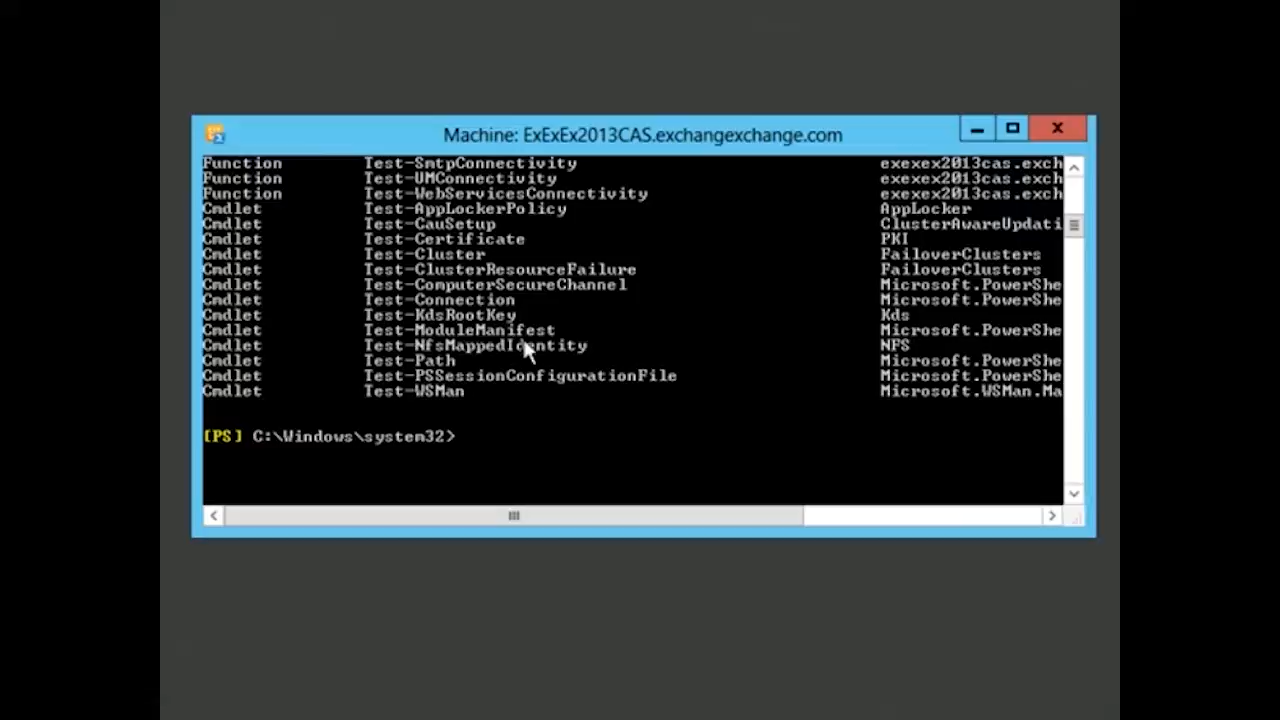 Machine: ExExEx2013CAS.exchangexchange.com
Function Test-SmtpConnectivity exexex2013cas.exch
Function Test-UMConnectivity exexex2013cas.exch
Function Test-WebServicesConnectivity exexex2013cas.exch
Cmdlet Test-AppLockerPolicy AppLocker
Cmdlet Test-CauSetup ClusterAwareUpdati
Cmdlet Test-Certificate PKI
Cmdlet Test-Cluster FailoverClusters
Cmdlet Test-ClusterResourceFailure FailoverClusters
Cmdlet Test-ComputerSecureChannel Microsoft.PowerShe
Cmdlet Test-Connection Microsoft.PowerShe
Cmdlet Test-KdsRootKey Kds
Cmdlet Test-ModuleManifest Microsoft.PowerShe
Cmdlet Test-NfsMappedIdentity NFS
Cmdlet Test-Path Microsoft.PowerShe
Cmdlet Test-PSSessionConfigurationFile Microsoft.PowerShe
Cmdlet Test-WSMan Microsoft.WSMan.Ma
[PS] C:\Windows\system32>